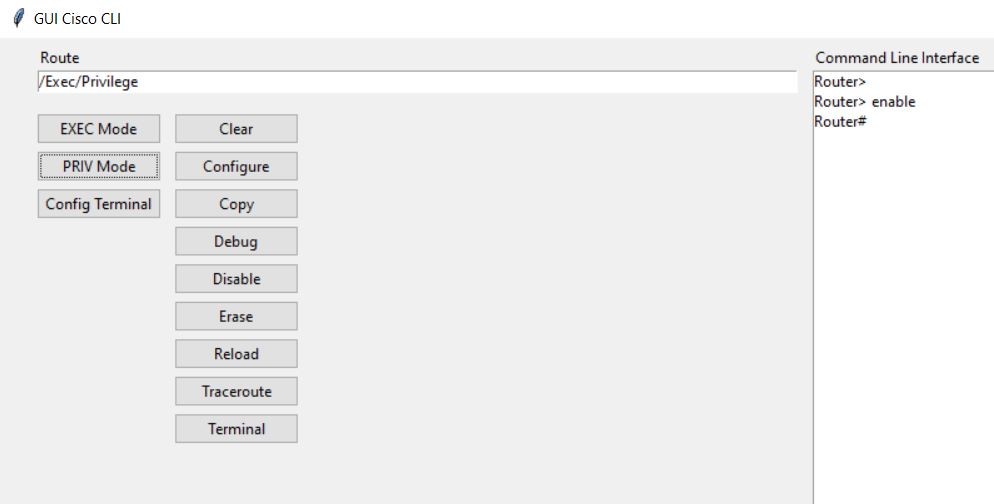 GUI Cisco CLI
Route
/Exec/Privilege
EXEC Mode
PRIV Mode
Config Terminal
Clear
Configure
Copy
Debug
Disable
Erase
Reload
Traceroute
Terminal
Command Line Interface
Router>
Router> enable
Router#